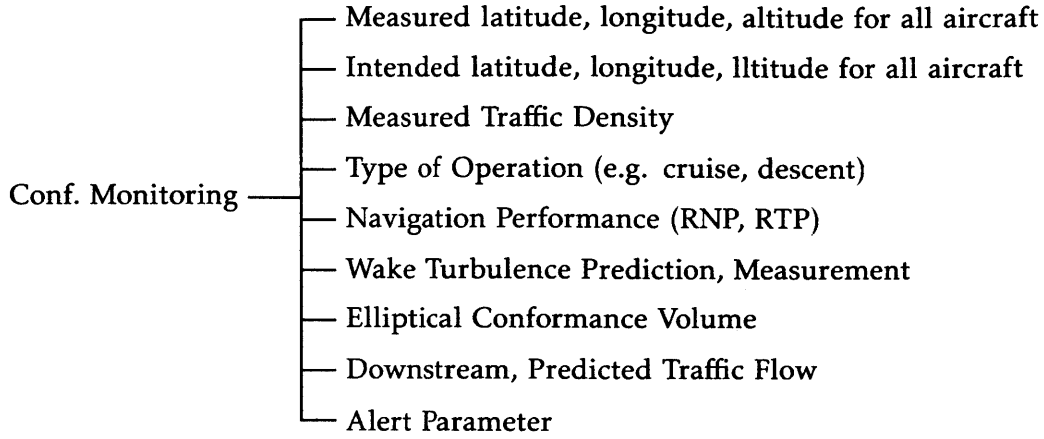 Measured latitude, longitude, altitude for all aircraft
Intended latitude, longitude, lltitude for all aircraft
Measured Traffic Density
Type of Operation (e.g. cruise, descent)
Conf. Monitoring
Navigation Performance (RNP, RTP)
Wake Turbulence Prediction, Measurement
Elliptical Conformance Volume
Downstream, Predicted Traffic Flow
Alert Parameter